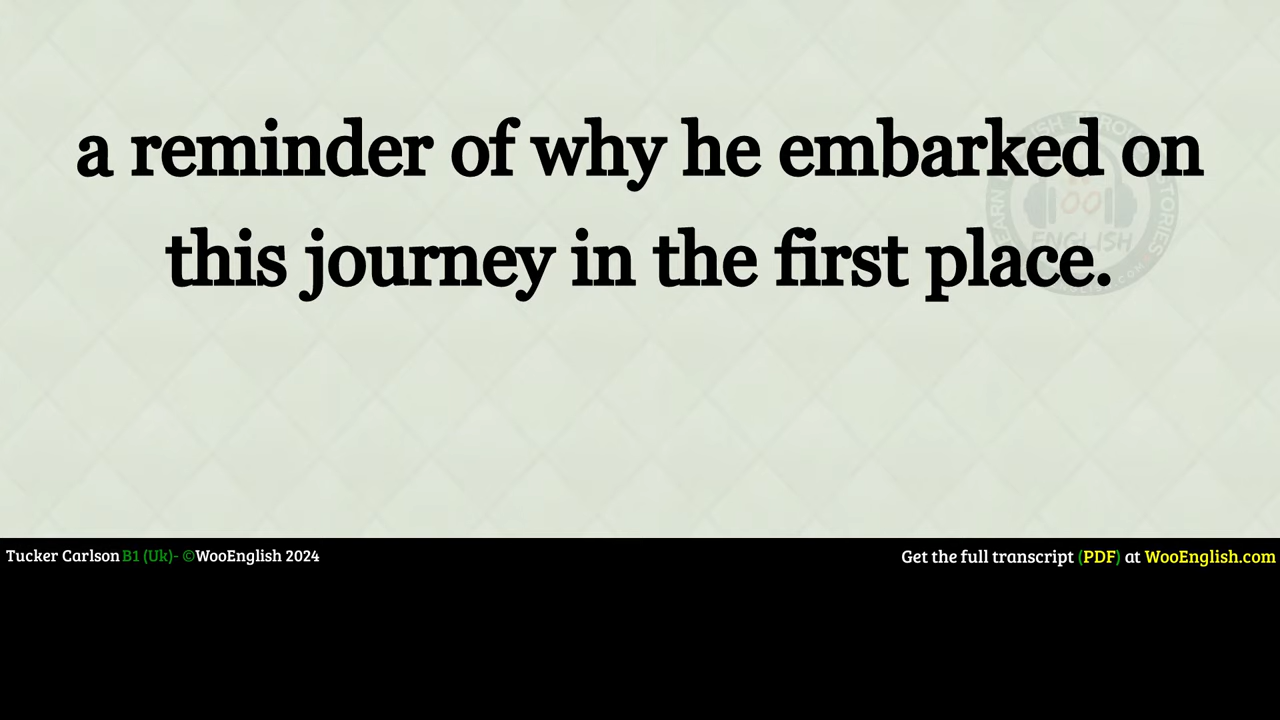 a reminder of why he embarked on
this journey in the first place.
ENGLISH
Tucker Carlson B1 (Uk)- ©WooEnglish 2024
Get the full transcript (PDF) at WooEnglish.com